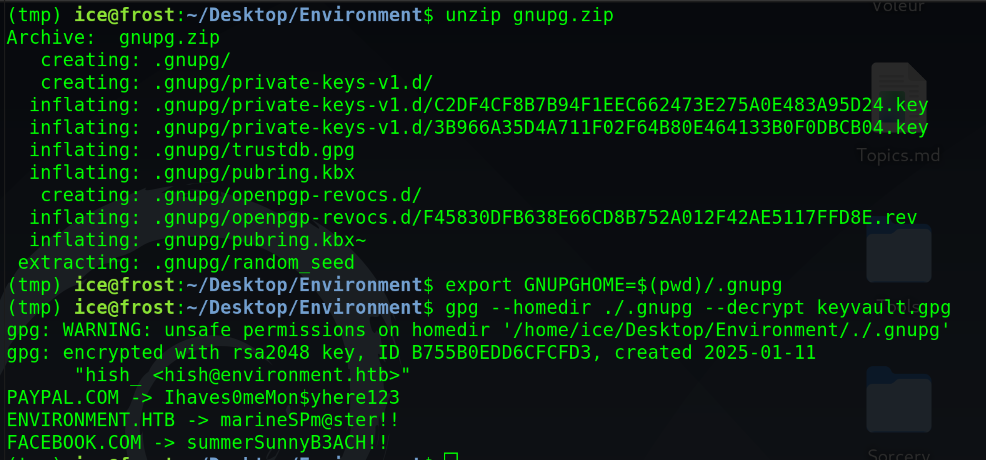 (tmp) ice@frost:~/Desktop/Environment$ unzip gnupg.zip
Voleur
Archive:  gnupg.zip
   creating: .gnupg/
   creating: .gnupg/private-keys-v1.d/
  inflating: .gnupg/private-keys-v1.d/C2DF4CF8B7B94F1EEC662473E275A0E483A95D24.key
  inflating: .gnupg/private-keys-v1.d/3B966A35D4A711F02F64B80E464133B0F0DBCB04.key
  inflating: .gnupg/trustdb.gpg
Topics.md
  inflating: .gnupg/pubring.kbx
   creating: .gnupg/openpgp-revocs.d/
  inflating: .gnupg/openpgp-revocs.d/F45830DFB638E66CD8B752A012F42AE5117FFD8E.rev
  inflating: .gnupg/pubring.kbx~
 extracting: .gnupg/random_seed
(tmp) ice@frost:~/Desktop/Environment$ export GNUPGHOME=$(pwd)/.gnupg
(tmp) ice@frost:~/Desktop/Environment$ gpg --homedir ./.gnupg --decrypt keyvault.gpg
gpg: WARNING: unsafe permissions on homedir '/home/ice/Desktop/Environment/./.gnupg'
gpg: encrypted with rsa2048 key, ID B755B0EDD6CFCFD3, created 2025-01-11
      "hish_ <hish@environment.htb>"
PAYPAL.COM -> Ihaves0meMon$yhere123
ENVIRONMENT.HTB -> marineSPm@ster!!
FACEBOOK.COM -> summerSunnyB3ACH!!
(tmp) ice@frost:~/Desktop/Environment$
Sorcery